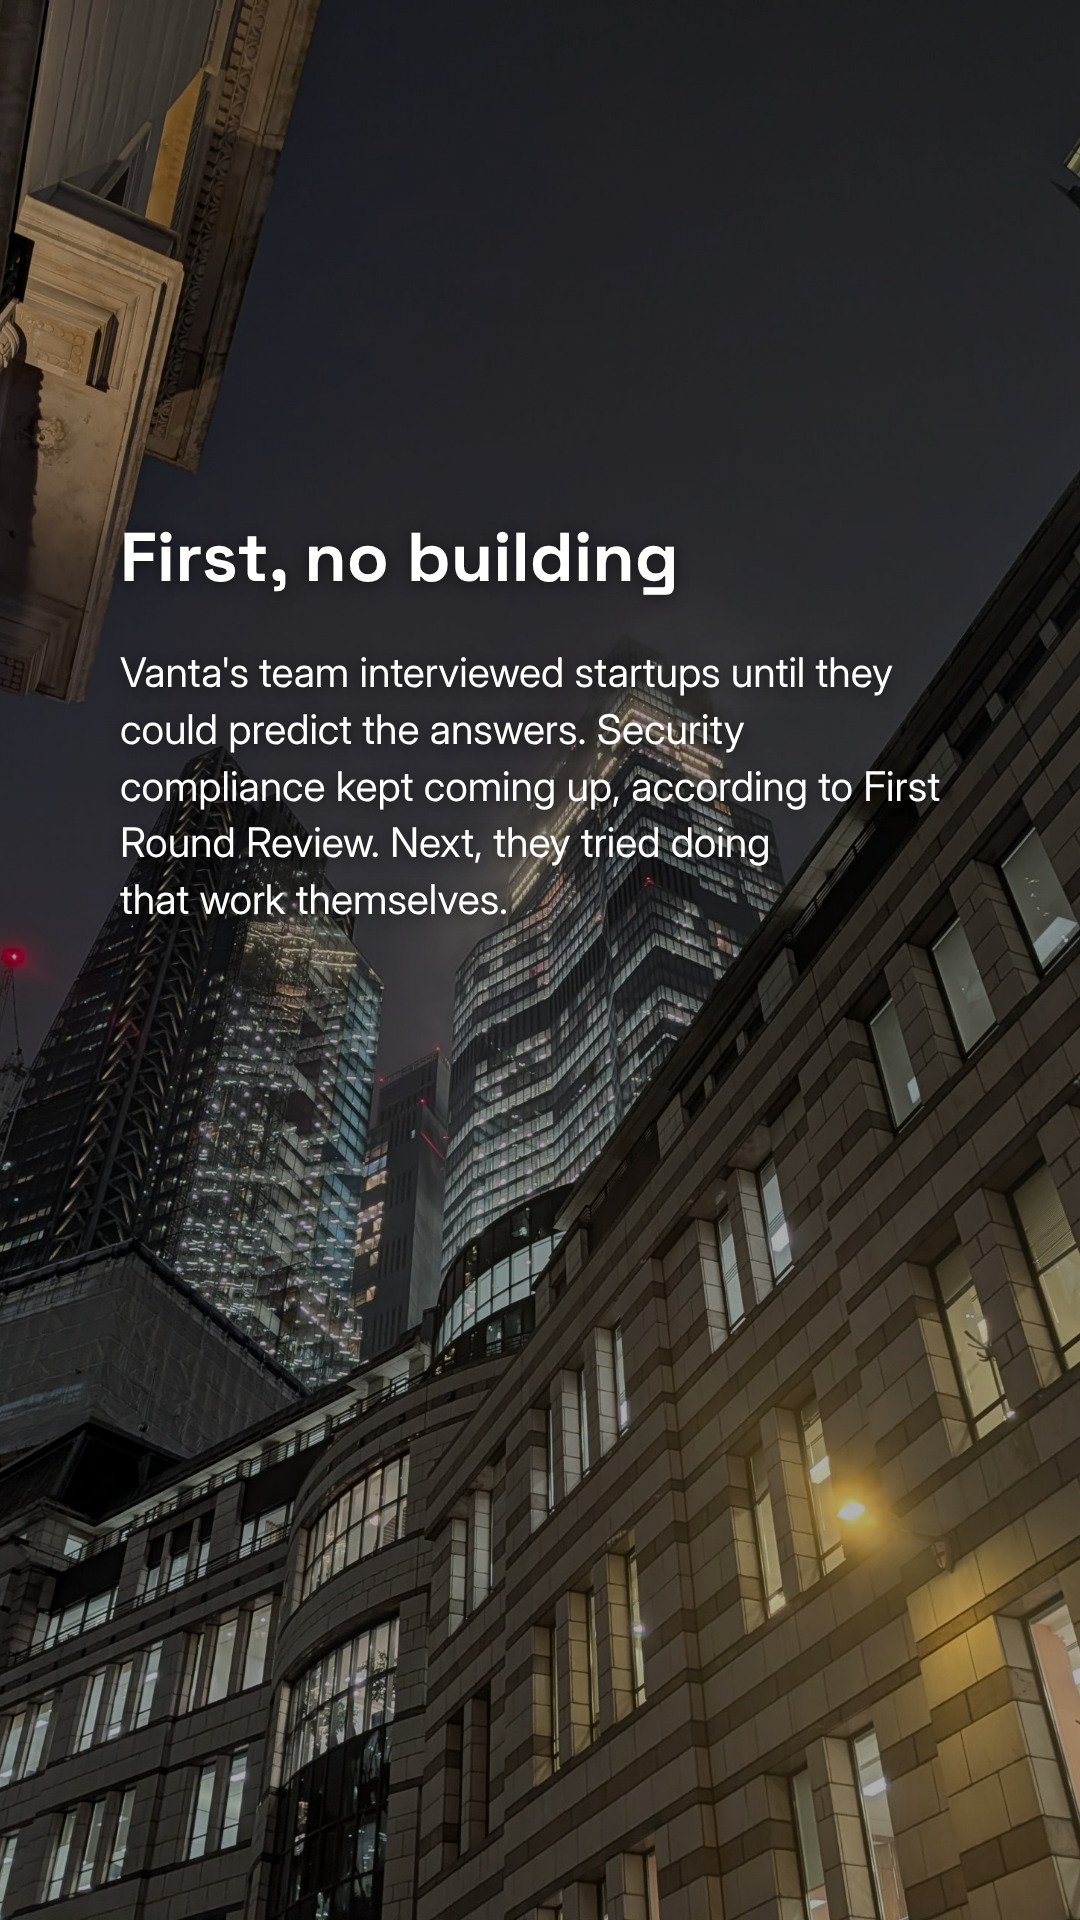 First, no building
Vanta's team interviewed startups until they
could predict the answers. Security
compliance kept coming up, according to First
Round Review. Next, they tried doing
that work themselves.